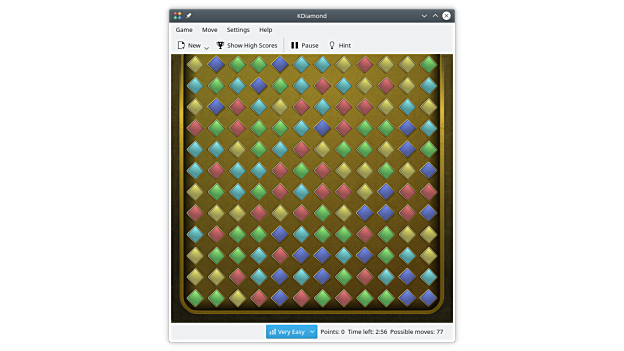 KDiamond
Game Move Settings Help
New Show High Scores Pause Hint
Very Easy Points: 0 Time left: 2:56 Possible moves: 77